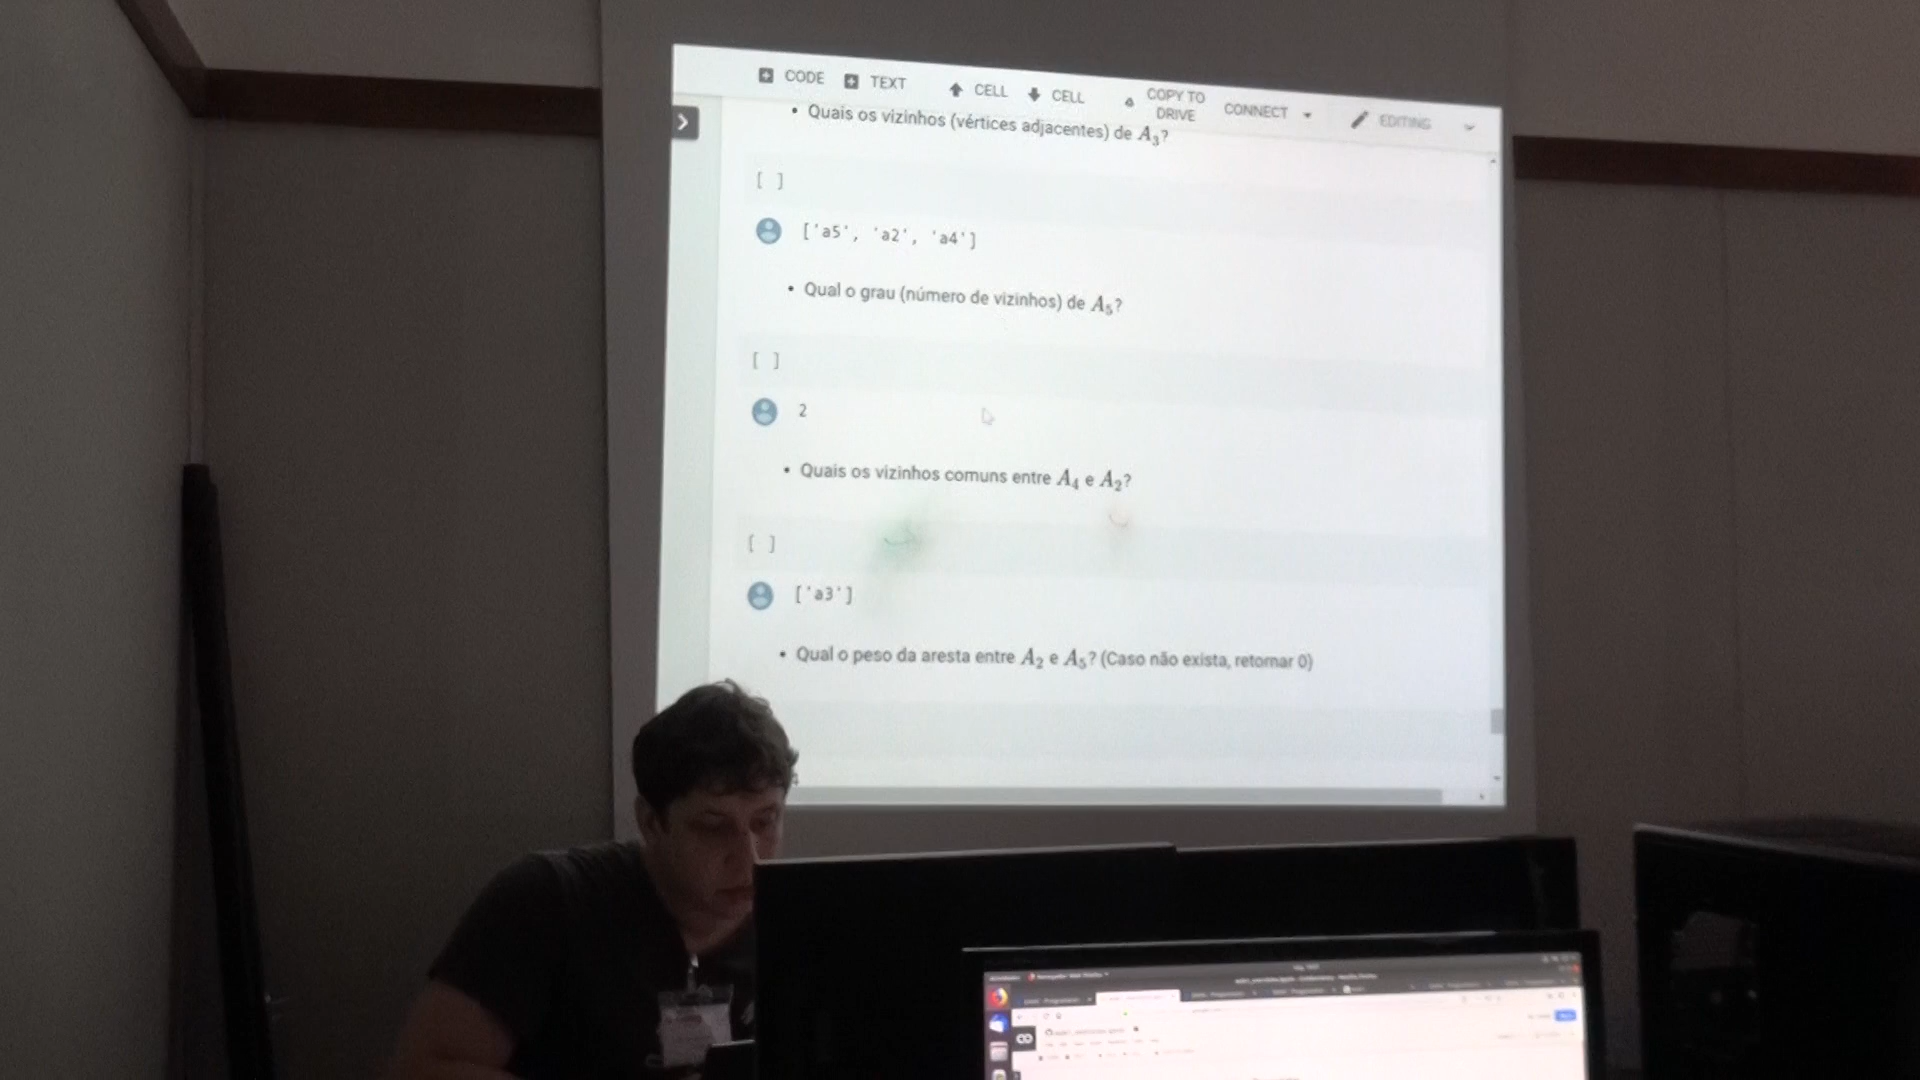 CODE TEXT CELL CELL COPY TO DRIVE CONNECT EDITING
• Quais os vizinhos (vértices adjacentes) de A₃?
[ ]
['a5', 'a2', 'a4']
• Qual o grau (número de vizinhos) de A₅?
[ ]
2
• Quais os vizinhos comuns entre A₄ e A₂?
[ ]
['a3']
• Qual o peso da aresta entre A₂ e A₅? (Caso não exista, retornar 0)